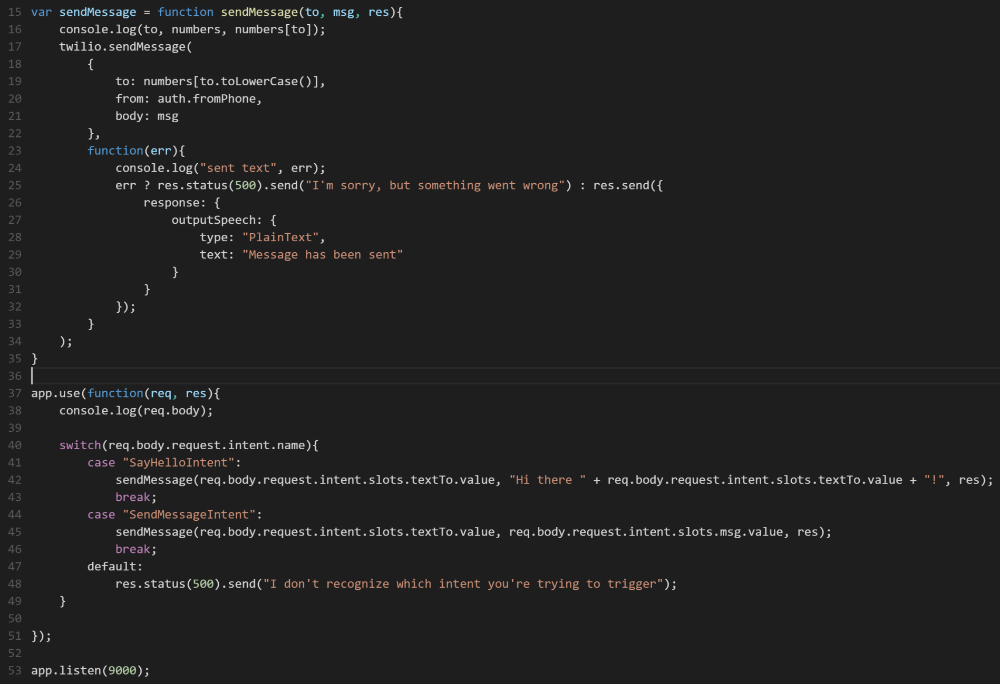 15 var sendMessage = function sendMessage(to, msg, res){
16     console.log(to, numbers, numbers[to]);
17     twilio.sendMessage(
18         {
19             to: numbers[to.toLowerCase()],
20             from: auth.fromPhone,
21             body: msg
22         },
23         function(err){
24             console.log("sent text", err);
25             err ? res.status(500).send("I'm sorry, but something went wrong") : res.send({
26                 response: {
27                     outputSpeech: {
28                         type: "PlainText",
29                         text: "Message has been sent"
30                     }
31                 }
32             });
33         }
34     );
35 }
36
37 app.use(function(req, res){
38     console.log(req.body);
39
40     switch(req.body.request.intent.name){
41         case "SayHelloIntent":
42             sendMessage(req.body.request.intent.slots.textTo.value, "Hi there " + req.body.request.intent.slots.textTo.value + "!", res);
43             break;
44         case "SendMessageIntent":
45             sendMessage(req.body.request.intent.slots.textTo.value, req.body.request.intent.slots.msg.value, res);
46             break;
47         default:
48             res.status(500).send("I don't recognize which intent you're trying to trigger");
49     }
50
51 });
52
53 app.listen(9000);